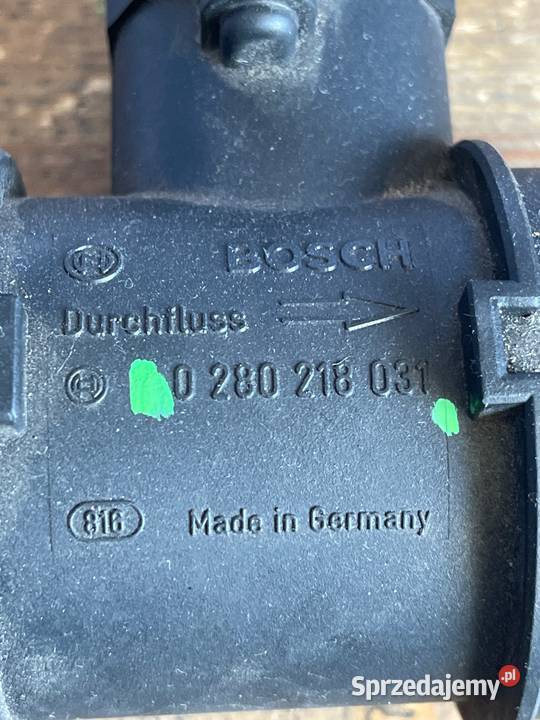 BOSCH
Durchfluss
0 280 218 031
816 Made in Germany
Sprzedajemy.pl